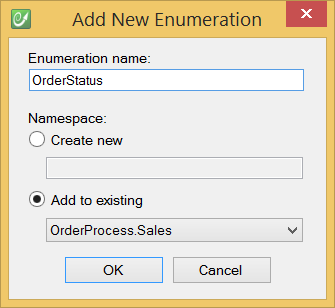 Add New Enumeration
Enumeration name:
OrderStatus
Namespace:
Create new
Add to existing
OrderProcess.Sales
OK
Cancel